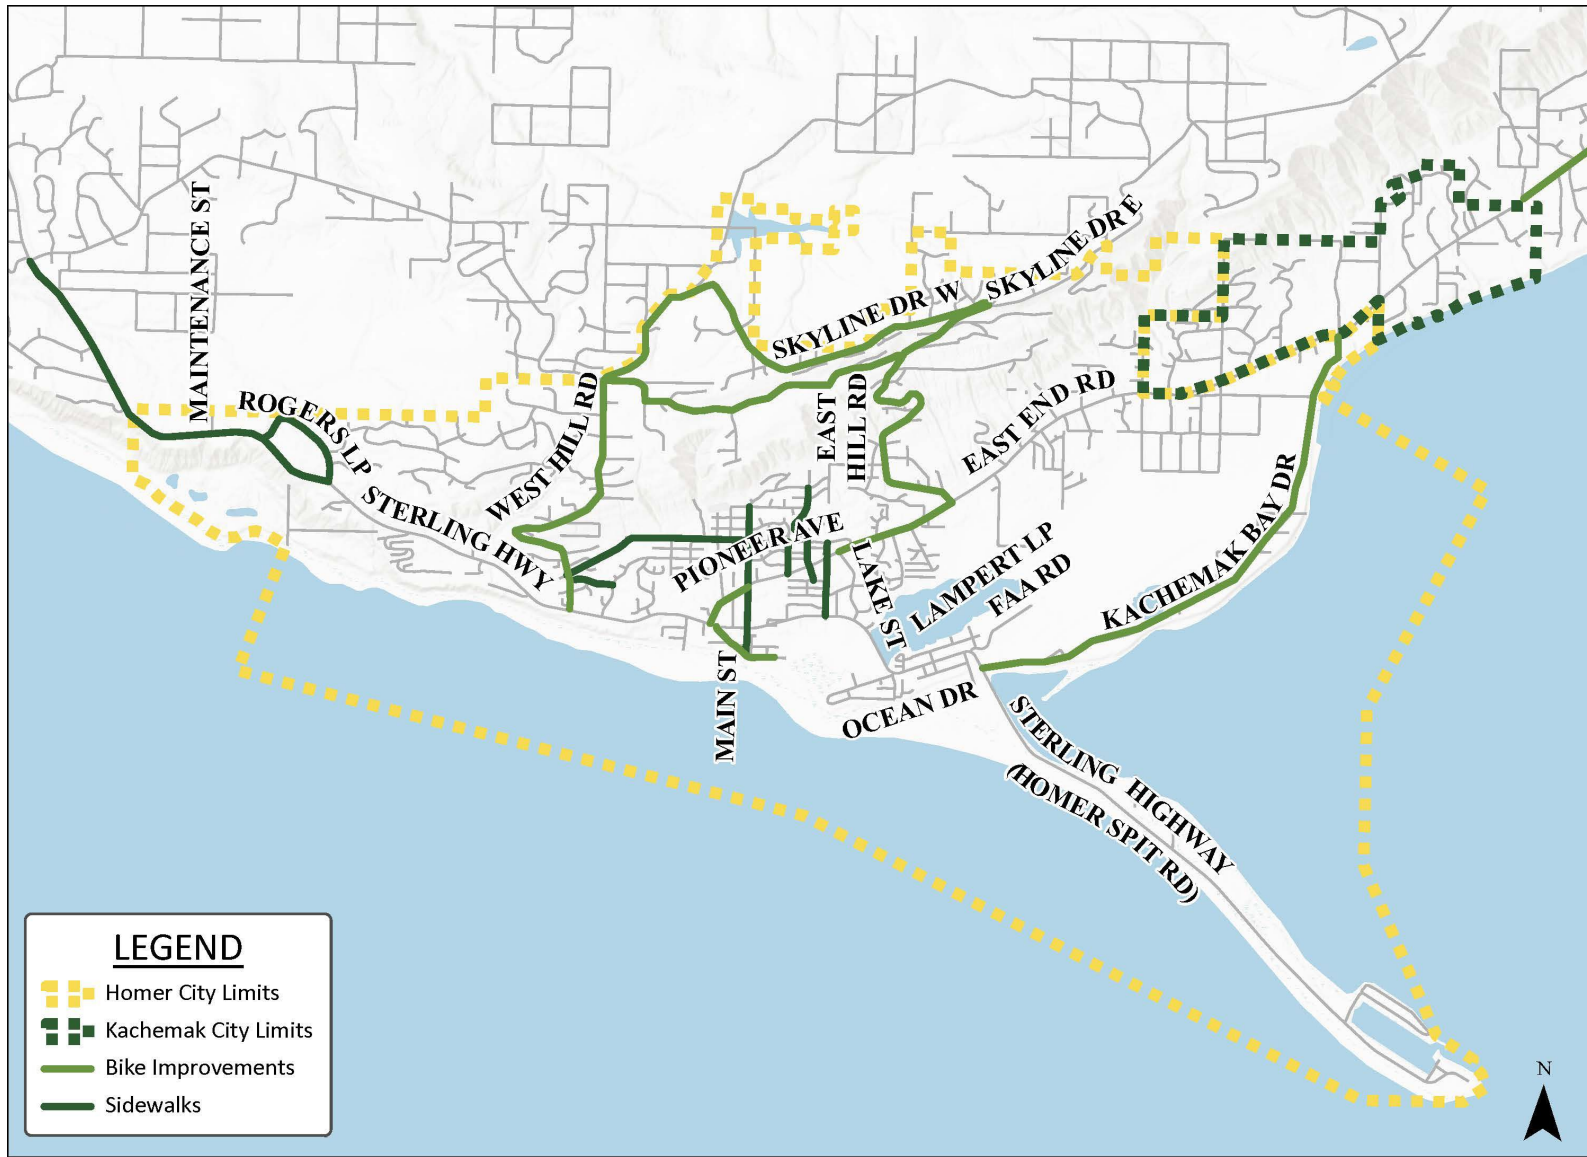 MAINTENANCE ST
SKYLINE DR E
SKYLINE DR W
ROGERS LP
WEST HILL RD
EAST
HILL RD
EAST END RD
STERLING HWY
PIONEER AVE
LAKE ST
LAMPERT LP
FAA RD
KACHEMAK BAY DR
MAIN ST
OCEAN DR
STERLING HIGHWAY
(HOMER SPIT RD)
LEGEND
Homer City Limits
Kachemak City Limits
Bike Improvements
Sidewalks
N